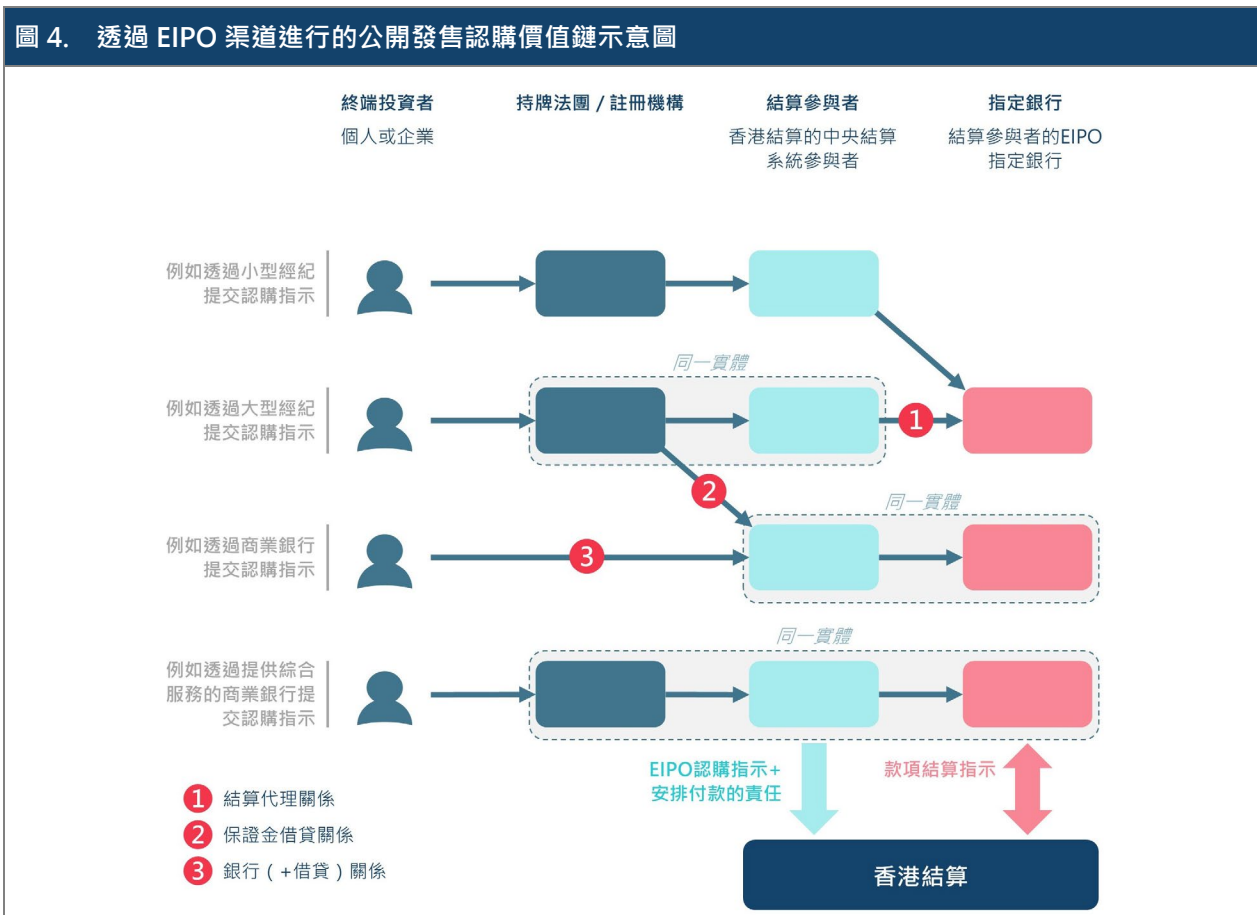 圖 4. 透過 EIPO 渠道進行的公開發售認購價值鏈示意圖
終端投資者
個人或企業
持牌法團 / 註冊機構
結算參與者
香港結算的中央結算
系統參與者
指定銀行
結算參與者的EIPO
指定銀行
例如透過小型經紀
提交認購指示
同一實體
例如透過大型經紀
提交認購指示
1
2
同一實體
例如透過商業銀行
提交認購指示
3
同一實體
例如透過提供綜合
服務的商業銀行提
交認購指示
EIPO認購指示+
安排付款的責任
款項結算指示
1 結算代理關係
2 保證金借貸關係
3 銀行（+借貸）關係
香港結算